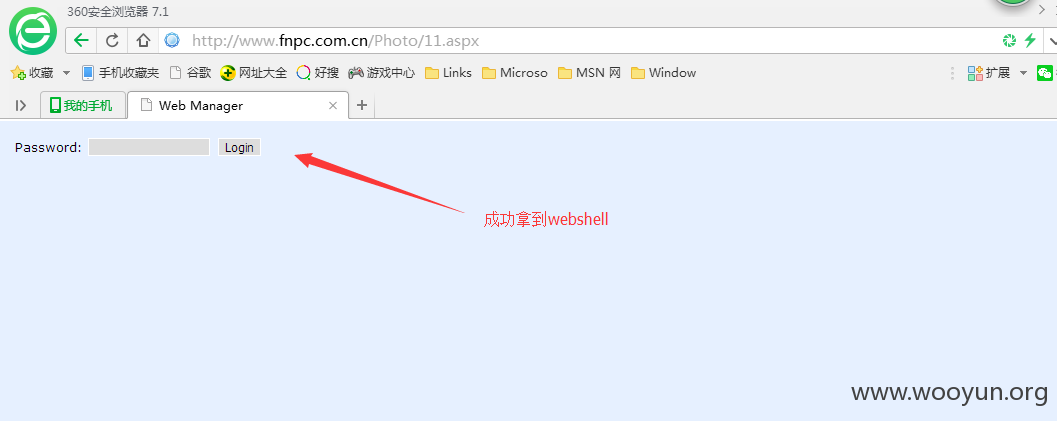 360安全浏览器 7.1
http://www.fnpc.com.cn/Photo/11.aspx
收藏 手机收藏夹 谷歌 网址大全 好搜 游戏中心 Links Microso MSN 网 Window 扩展
我的手机 Web Manager
Password: Login
成功拿到webshell
www.wooyun.org